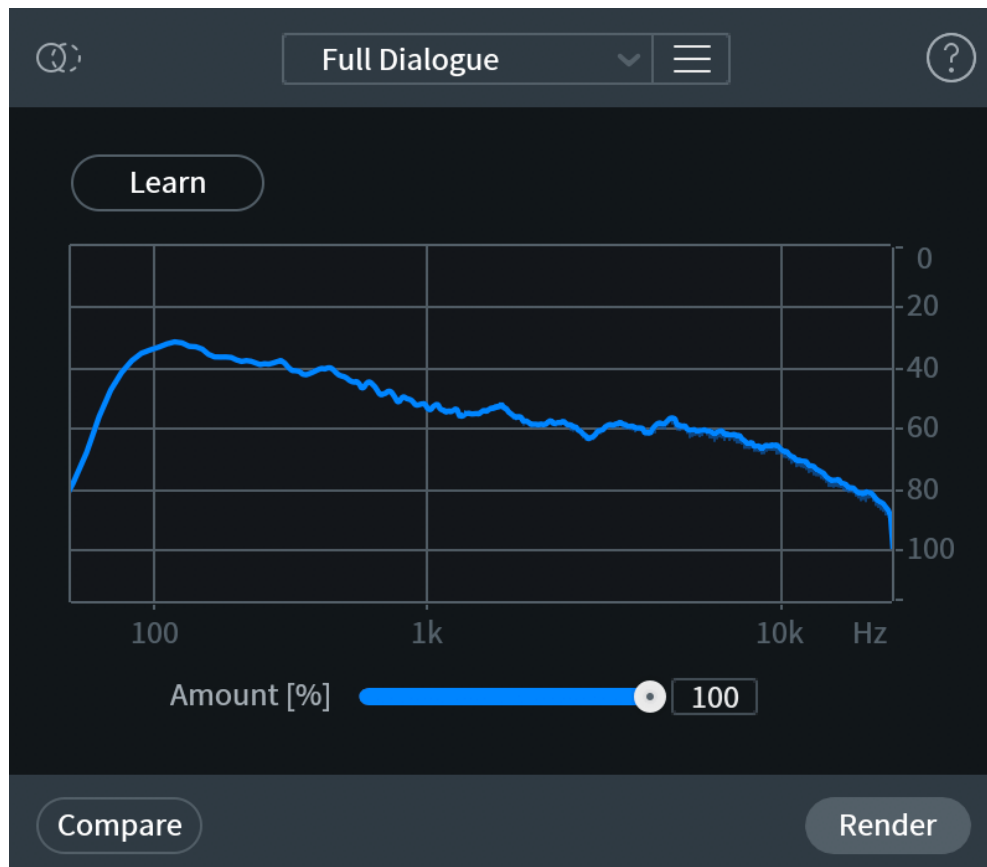 Full Dialogue
?
Learn
0
-20
-40
-60
-80
-100
100 1k 10k Hz
Amount [%] 100
Compare Render